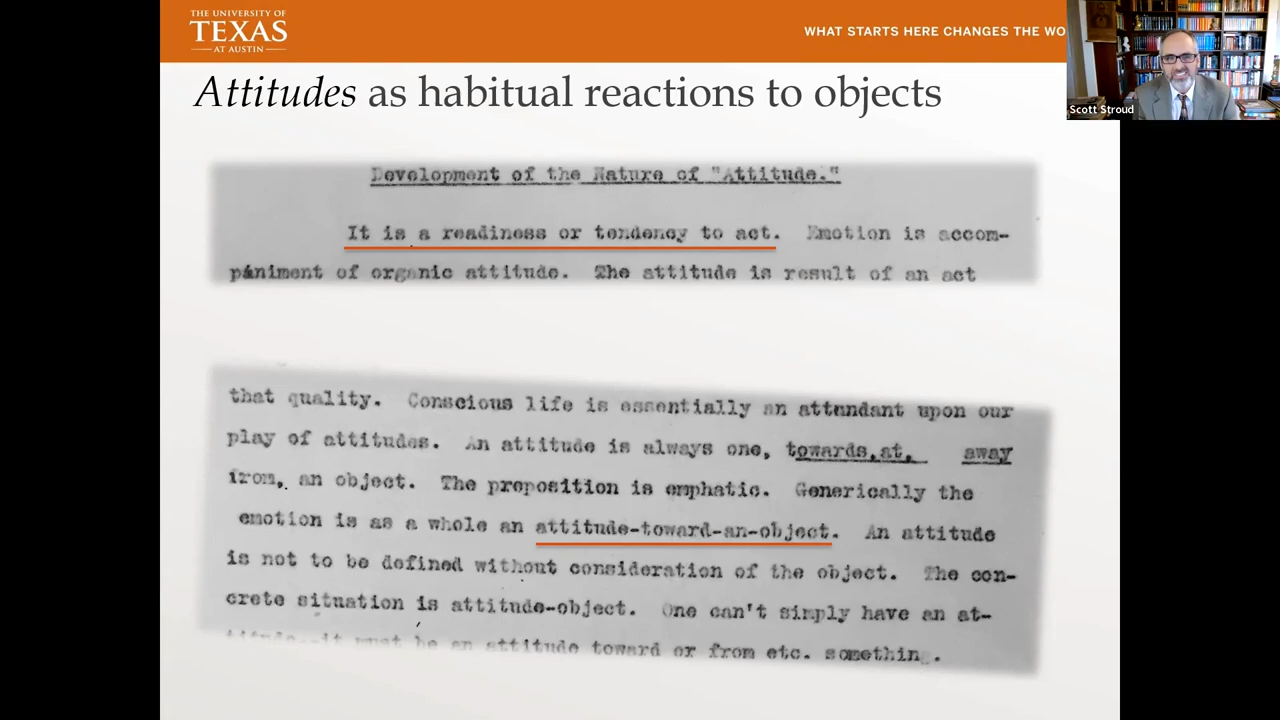 THE UNIVERSITY OF
TEXAS
AT AUSTIN
WHAT STARTS HERE CHANGES THE WO
Scott Stroud
Attitudes as habitual reactions to objects
Development of the Nature of "Attitude."
It is a readiness or tendency to act. Emotion is accom-
paniment of organic attitude. The attitude is result of an act
that quality. Conscious life is essentially an attendant upon our
play of attitudes. An attitude is always one, towards, at, away
from, an object. The preposition is emphatic. Generically the
emotion is as a whole an attitude-toward-an-object. An attitude
is not to be defined without consideration of the object. The con-
crete situation is attitude-object. One can't simply have an at-
it must be an attitude toward or from etc. somethin .